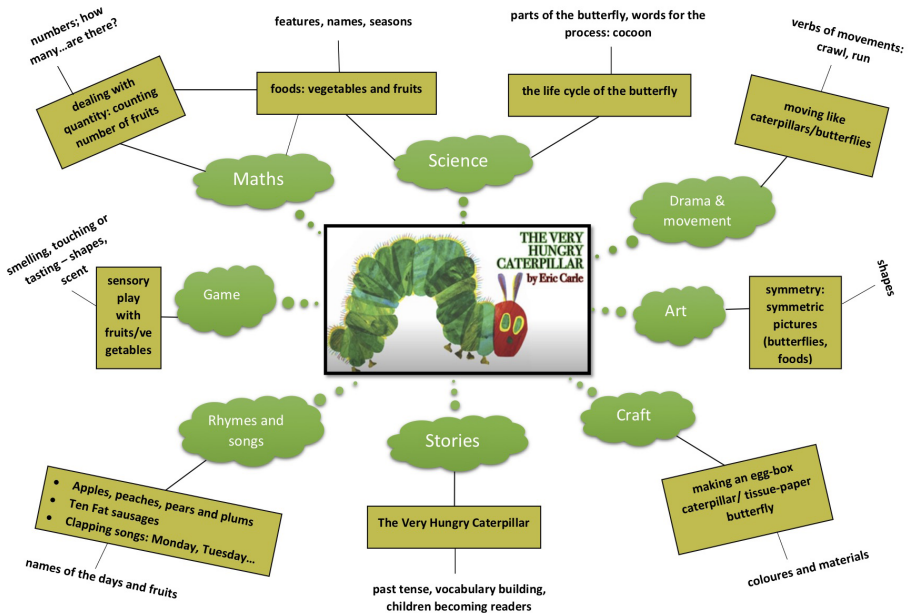 numbers; how
many...are there?
dealing with
quantity: counting
number of fruits
features, names, seasons
foods: vegetables and fruits
parts of the butterfly, words for the
process: cocoon
the life cycle of the butterfly
verbs of movements:
crawl, run
moving like
caterpillars/butterflies
Maths
Science
Drama &
movement
smelling, touching or
tasting – shapes,
scent
sensory
play
with
fruits/ve
getables
Game
THE VERY
HUNGRY
CATERPILLAR
by Eric Carle
Art
symmetry:
symmetric
pictures
(butterflies,
foods)
shapes
Rhymes and
songs
• Apples, peaches, pears and plums
• Ten Fat sausages
• Clapping songs: Monday, Tuesday...
names of the days and fruits
Stories
The Very Hungry Caterpillar
past tense, vocabulary building,
children becoming readers
Craft
making an egg-box
caterpillar/ tissue-paper
butterfly
coloures and materials